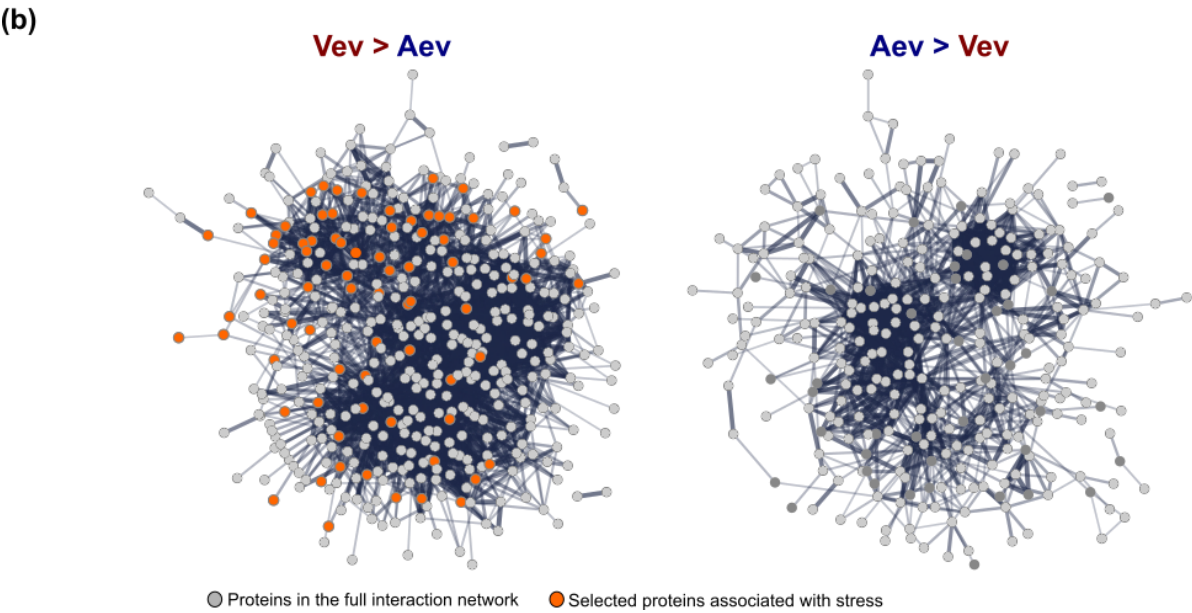 (b)
Vev > Aev
Aev > Vev
Proteins in the full interaction network
Selected proteins associated with stress